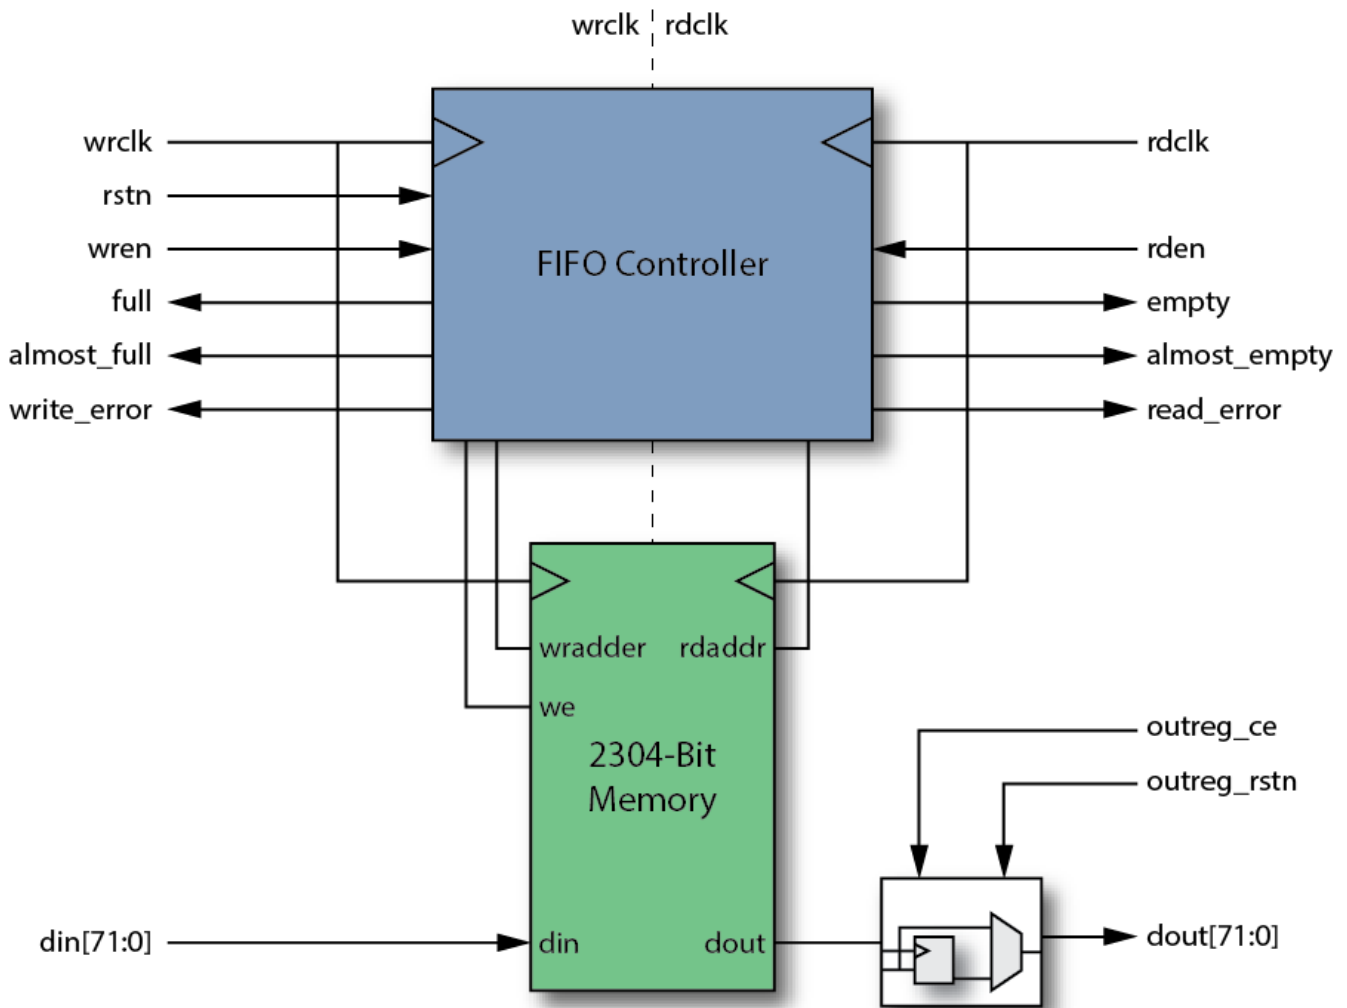 wrclk rdclk
wrclk
rdclk
rstn
wren
rden
FIFO Controller
full
empty
almost_full
almost_empty
write_error
read_error
wradder
rdaddr
we
2304-Bit
Memory
outreg_ce
outreg_rstn
din[71:0]
din
dout
dout[71:0]